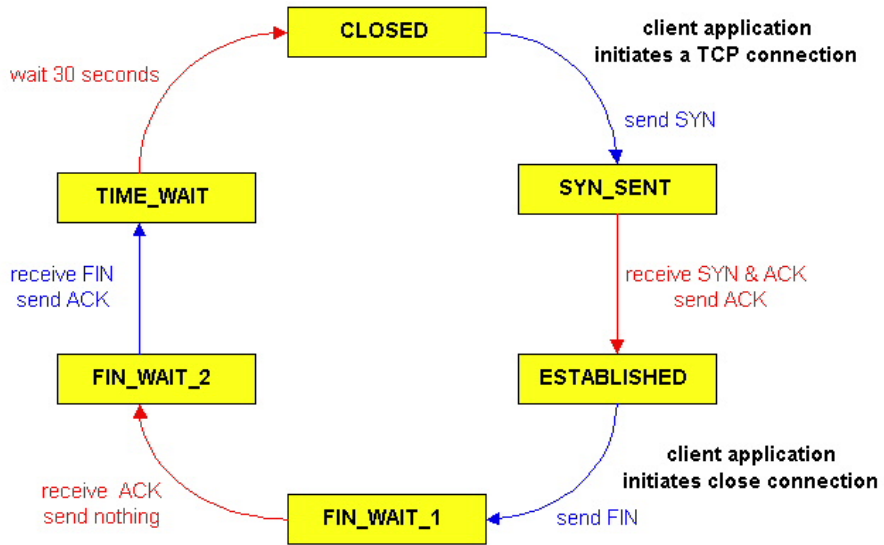 CLOSED
client application
initiates a TCP connection
wait 30 seconds
send SYN
TIME_WAIT
SYN_SENT
receive FIN
send ACK
receive SYN & ACK
send ACK
FIN_WAIT_2
ESTABLISHED
client application
initiates close connection
receive ACK
send nothing
FIN_WAIT_1
send FIN